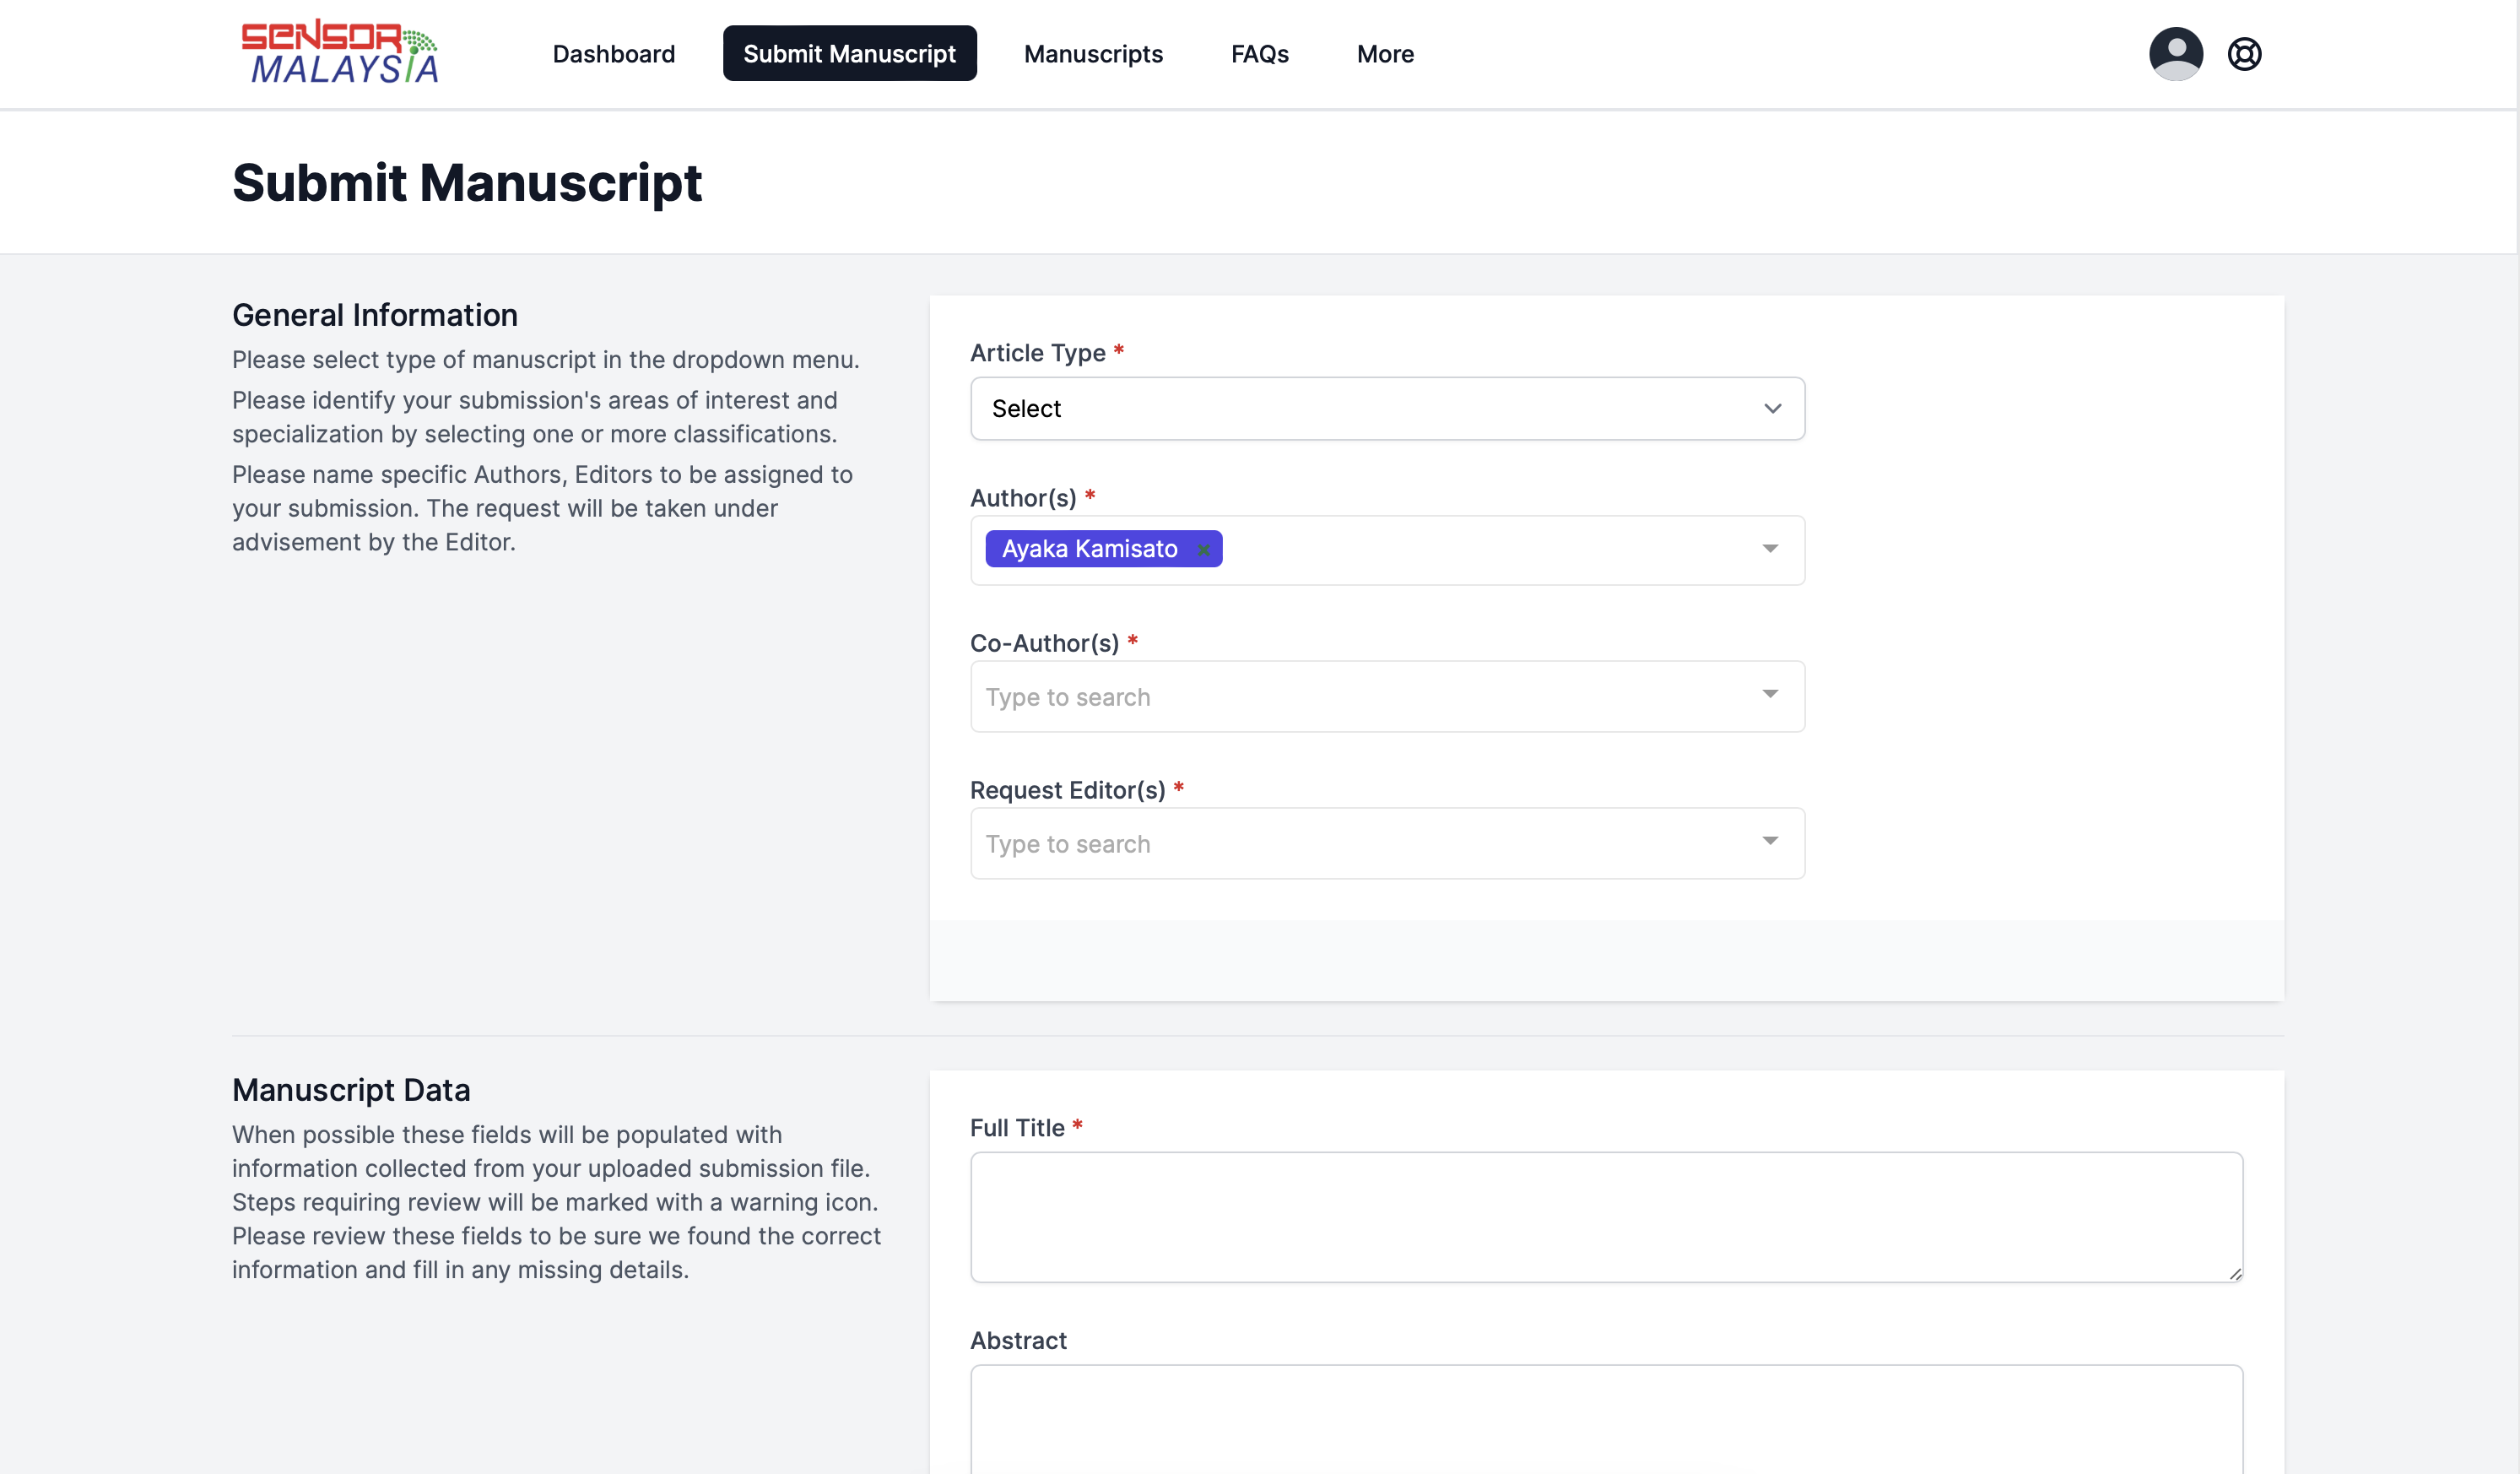 SENSOR
MALAYSIA
Dashboard
Submit Manuscript
Manuscripts
FAQs
More
Submit Manuscript
General Information
Please select type of manuscript in the dropdown menu.
Please identify your submission's areas of interest and
specialization by selecting one or more classifications.
Please name specific Authors, Editors to be assigned to
your submission. The request will be taken under
advisement by the Editor.
Article Type *
Select
Author(s) *
Ayaka Kamisato ×
Co-Author(s) *
Type to search
Request Editor(s) *
Type to search
Manuscript Data
When possible these fields will be populated with
information collected from your uploaded submission file.
Steps requiring review will be marked with a warning icon.
Please review these fields to be sure we found the correct
information and fill in any missing details.
Full Title *
Abstract